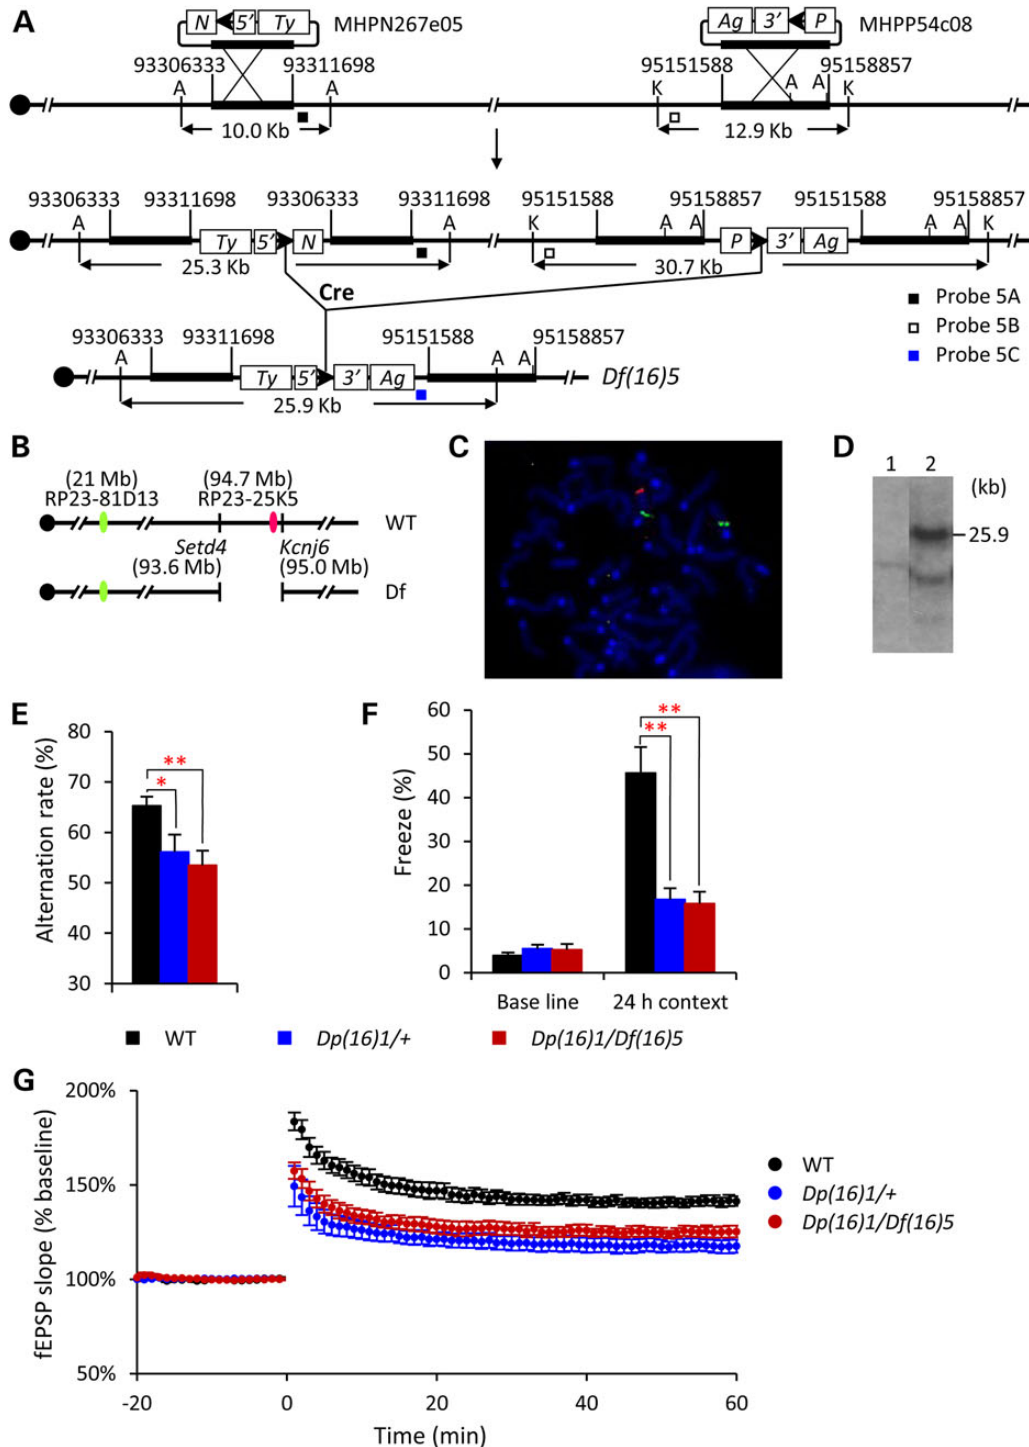 A
N 5' Ty MHPN267e05
Ag 3' P MHPP54c08
93306333 93311698 95151588 95158857
A A K A A K
10.0 Kb 12.9 Kb
93306333 93311698 93306333 93311698 95151588 95158857 95151588 95158857
A A K A A A A K
Ty 5' N P 3' Ag
25.3 Kb 30.7 Kb
Cre
Probe 5A
Probe 5B
Probe 5C
93306333 93311698 95151588 95158857
A A A
Ty 5' 3' Ag Df(16)5
25.9 Kb
B
(21 Mb) (94.7 Mb)
RP23-81D13 RP23-25K5
WT
Setd4 Kcnj6
(93.6 Mb) (95.0 Mb)
Df
C
D
1 2
(kb)
25.9
E
Alternation rate (%)
80
70
60
50
40
30
**
*
F
Freeze (%)
60
50
40
30
20
10
0
**
**
Base line 24 h context
WT Dp(16)1/+ Dp(16)1/Df(16)5
G
fEPSP slope (% baseline)
200%
150%
100%
50%
-20 0 20 40 60
Time (min)
WT
Dp(16)1/+
Dp(16)1/Df(16)5